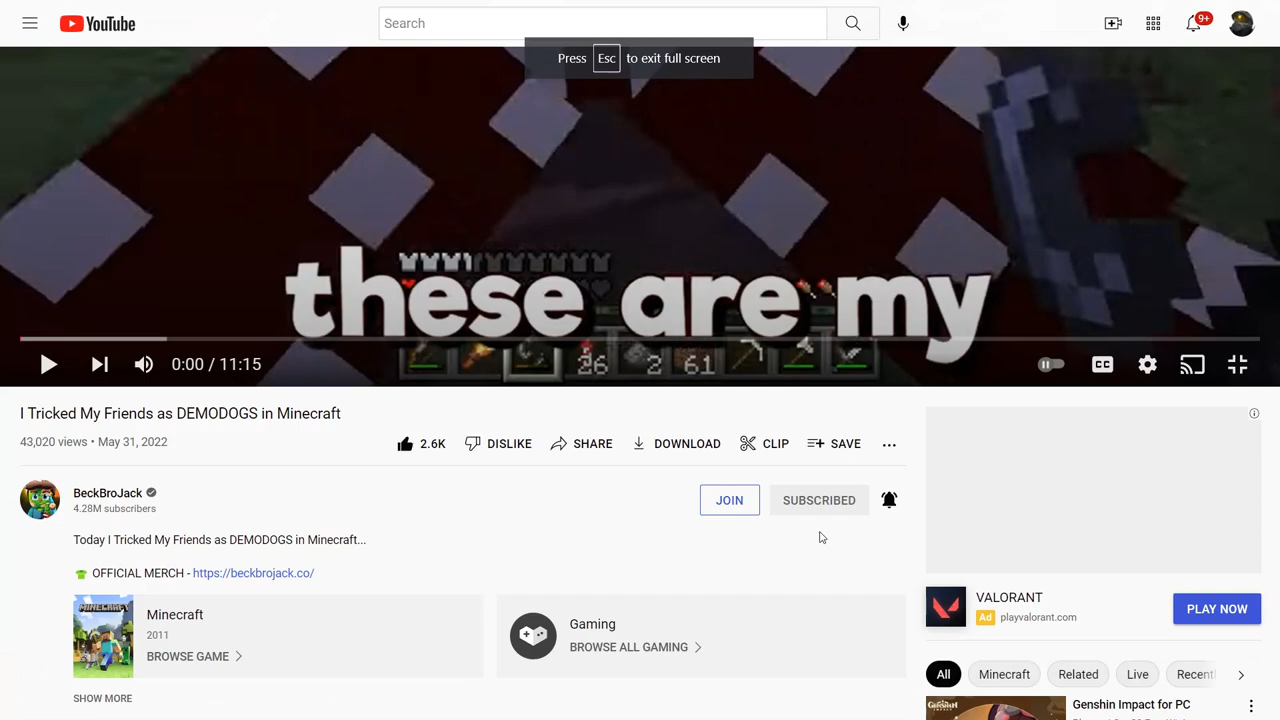 YouTube
Search
9+
Press Esc to exit full screen
these are my
26 2 61
0:00 / 11:15
CC
I Tricked My Friends as DEMODOGS in Minecraft
43,020 views • May 31, 2022
2.6K DISLIKE SHARE DOWNLOAD CLIP SAVE
BeckBroJack
4.28M subscribers
JOIN SUBSCRIBED
Today I Tricked My Friends as DEMODOGS in Minecraft...
OFFICIAL MERCH - https://beckbrojack.co/
MINECRAFT
Minecraft
2011
BROWSE GAME
Gaming
BROWSE ALL GAMING
SHOW MORE
VALORANT
Ad playvalorant.com
PLAY NOW
All Minecraft Related Live Recent
GENSHIN
Genshin Impact for PC